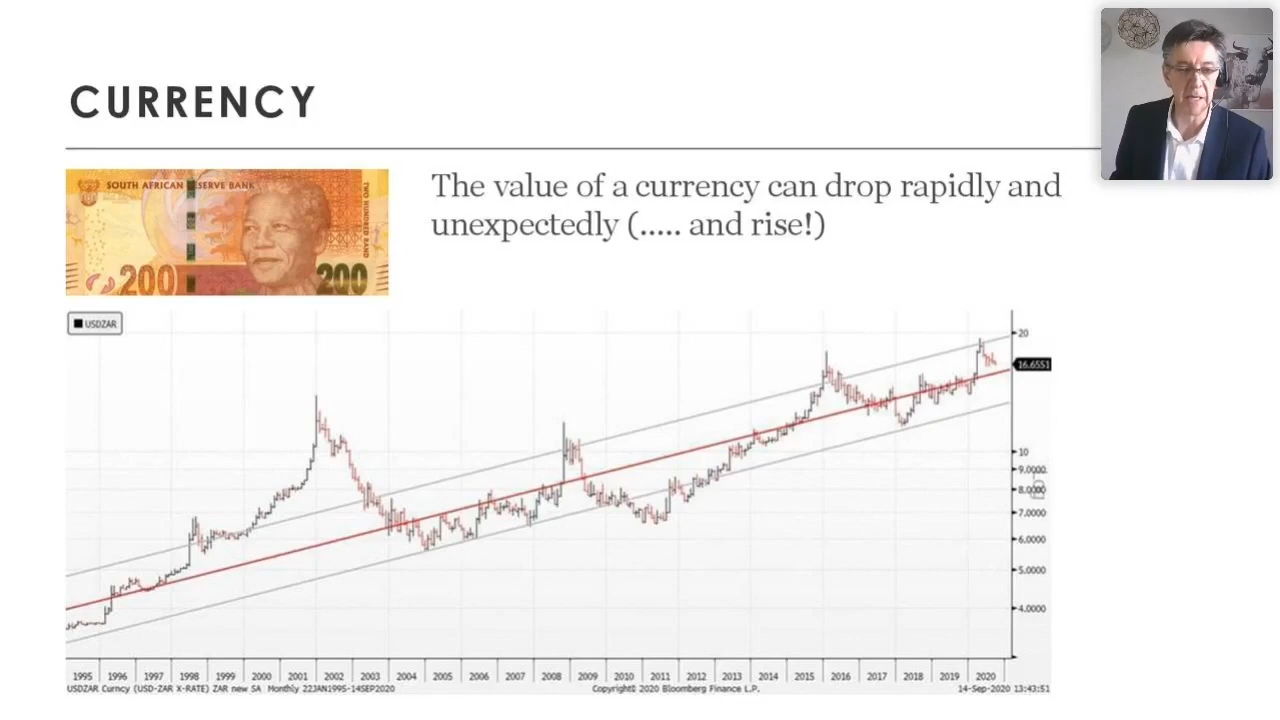 CURRENCY
SOUTH AFRICAN RESERVE BANK
TWO HUNDRED RAND
200
200
The value of a currency can drop rapidly and
unexpectedly (..... and rise!)
USDZAR
20
16.6551
10
9.0000
8.0000
7.0000
6.0000
5.0000
4.0000
1995 1996 1997 1998 1999 2000 2001 2002 2003 2004 2005 2006 2007 2008 2009 2010 2011 2012 2013 2014 2015 2016 2017 2018 2019 2020
USDZAR Curncy (USD-ZAR X-RATE) ZAR new SA Monthly 22JAN1995-14SEP2020
Copyright© 2020 Bloomberg Finance L.P.
14-Sep-2020 13:43:51